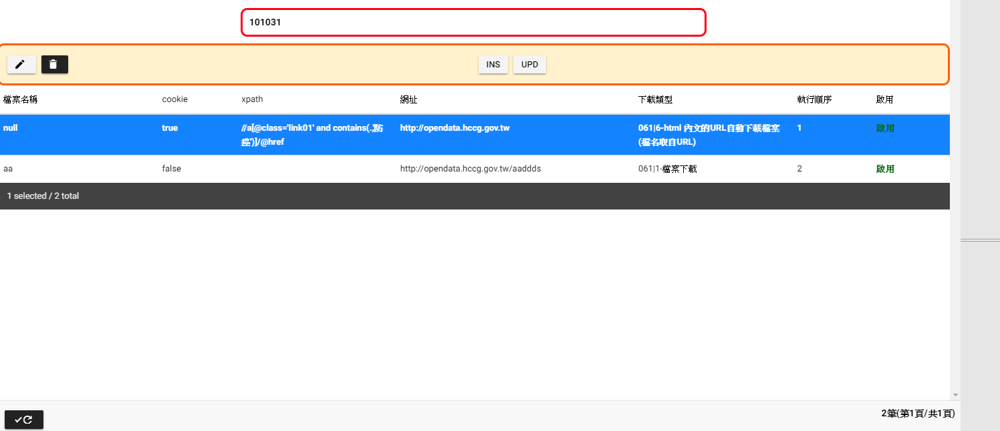 101031
INS UPD
檔案名稱 cookie xpath 網址 下載類型 執行順序 啟用
null true //a[@class='link01' and contains(.,'防 http://opendata.hccg.gov.tw 061|6-html 內文的URL自動下載檔案 1 啟用
癌')]/@href (檔名取自URL)
aa false http://opendata.hccg.gov.tw/aaddds 061|1-檔案下載 2 啟用
1 selected / 2 total
2筆(第1頁/共1頁)